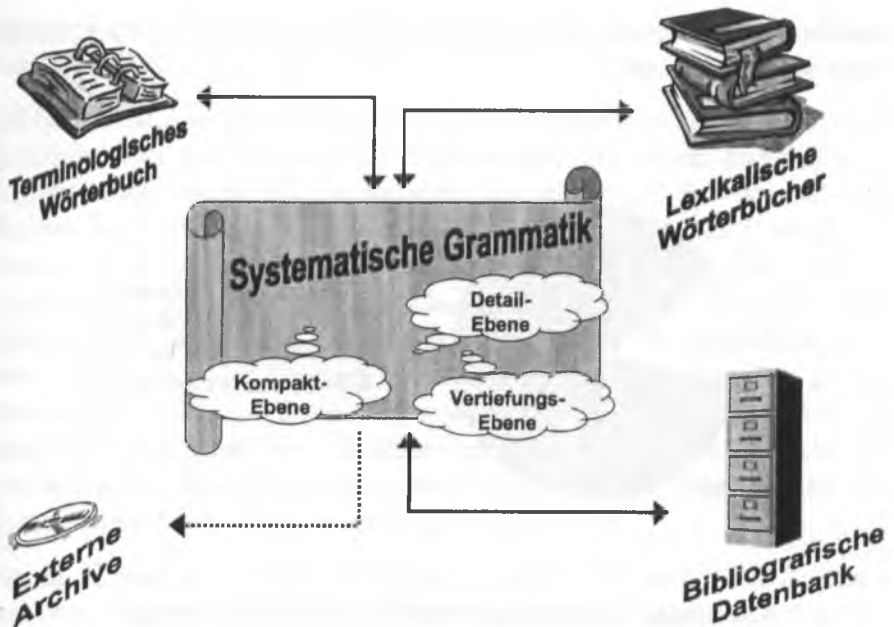 Terminologisches
Wörterbuch
Lexikalische
Wörterbücher
Systematische Grammatik
Detail-
Ebene
Kompakt-
Ebene
Vertiefungs-
Ebene
Externe
Archive
Bibliografische
Datenbank